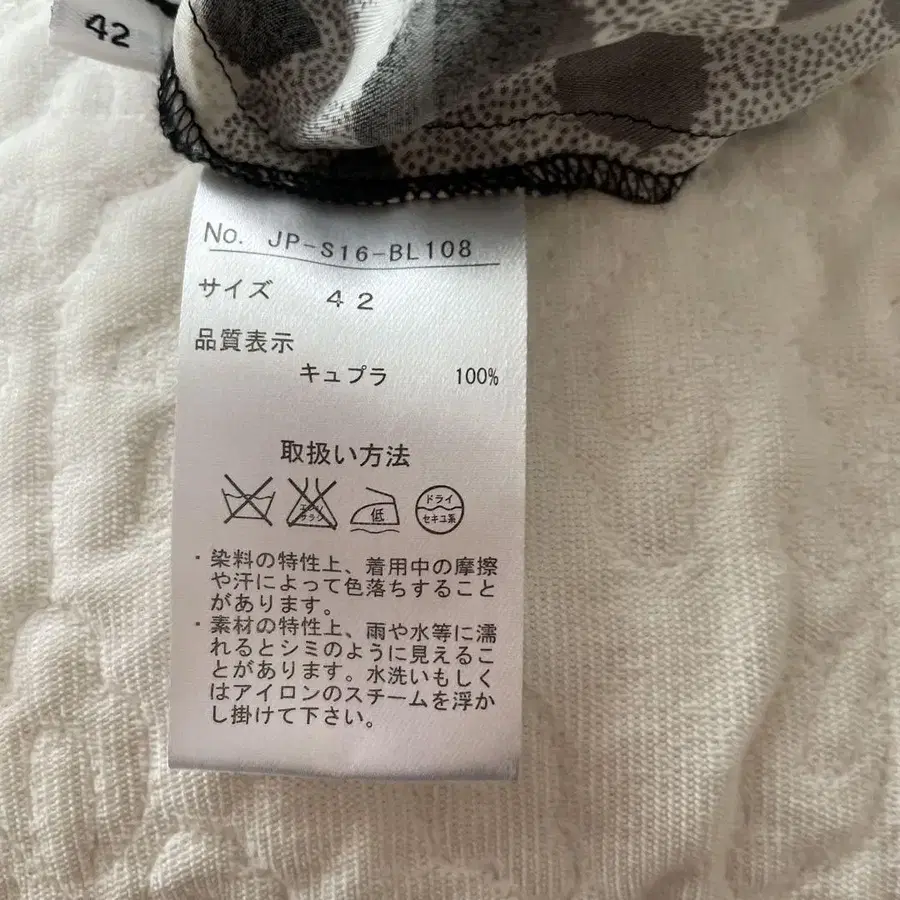 42
No. JP-S16-BL108
サイズ 42
品質表示
キュプラ 100%
取扱い方法
エンソ
サラシ
低
ドライ
セキユ系
・染料の特性上、着用中の摩擦
や汗によって色落ちすること
があります。
・素材の特性上、雨や水等に濡
れるとシミのように見えるこ
とがあります。水洗いもしく
はアイロンのスチームを浮か
し掛けて下さい。